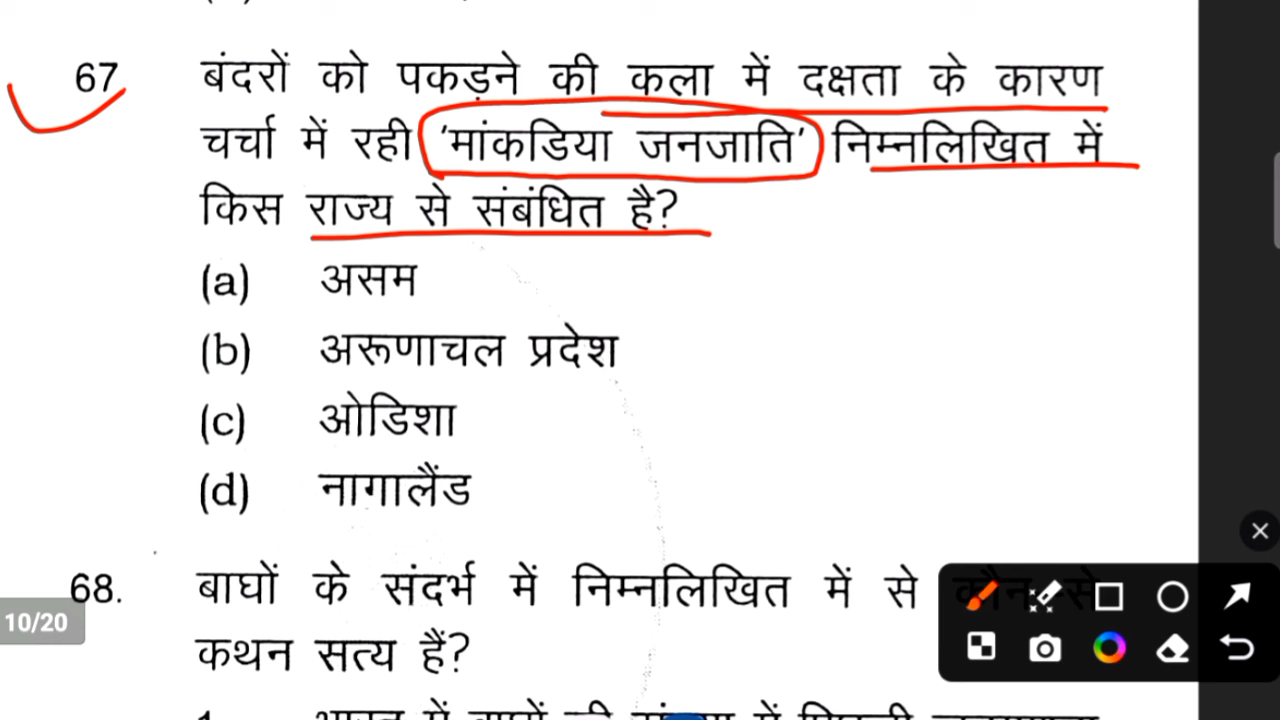 67 बंदरों को पकड़ने की कला में दक्षता के कारण
चर्चा में रही 'मांकडिया जनजाति' निम्नलिखित में
किस राज्य से संबंधित है?
(a) असम
(b) अरूणाचल प्रदेश
(c) ओडिशा
(d) नागालैंड
68. बाघों के संदर्भ में निम्नलिखित में से कौन से
10/20
कथन सत्य हैं?